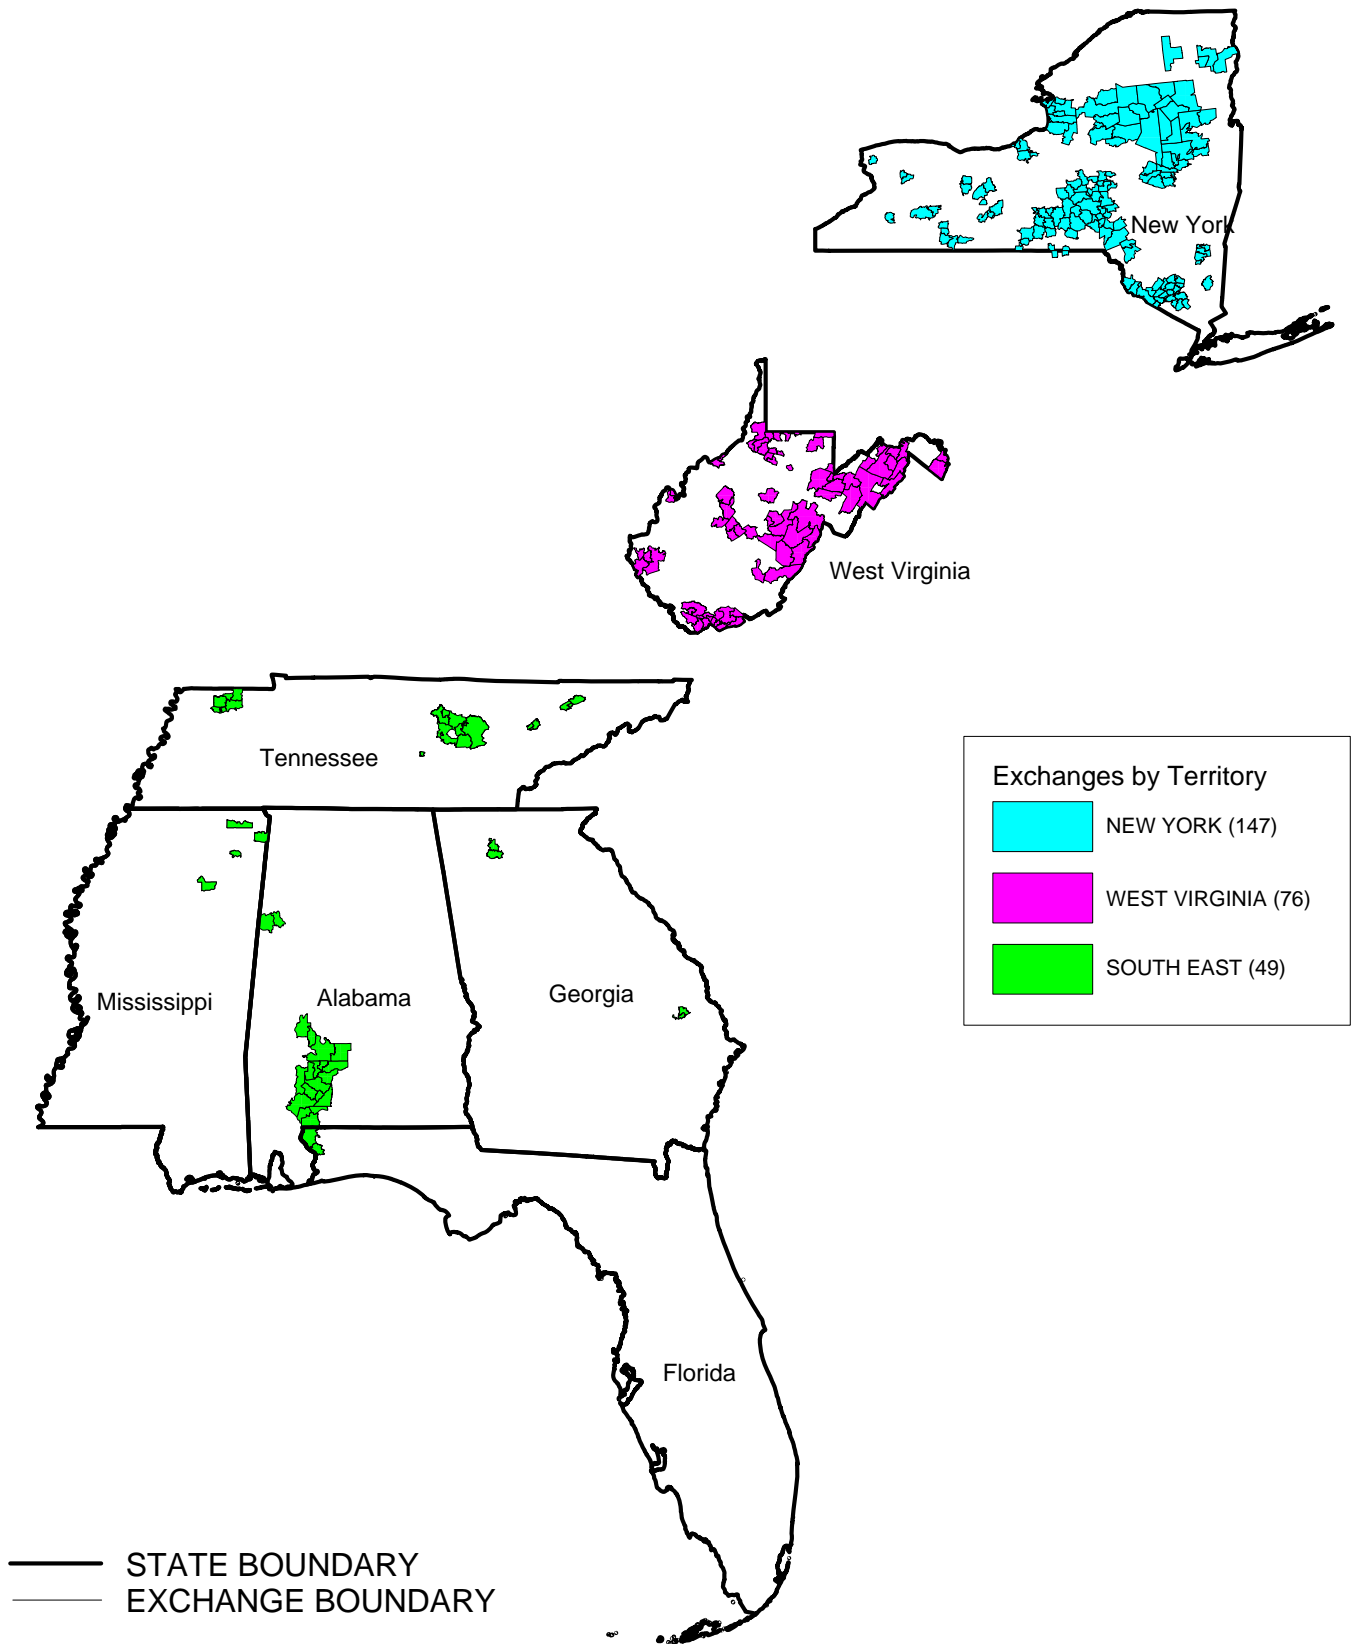 New York
West Virginia
Tennessee
Exchanges by Territory
NEW YORK (147)
WEST VIRGINIA (76)
SOUTH EAST (49)
Mississippi
Alabama
Georgia
Florida
STATE BOUNDARY
EXCHANGE BOUNDARY